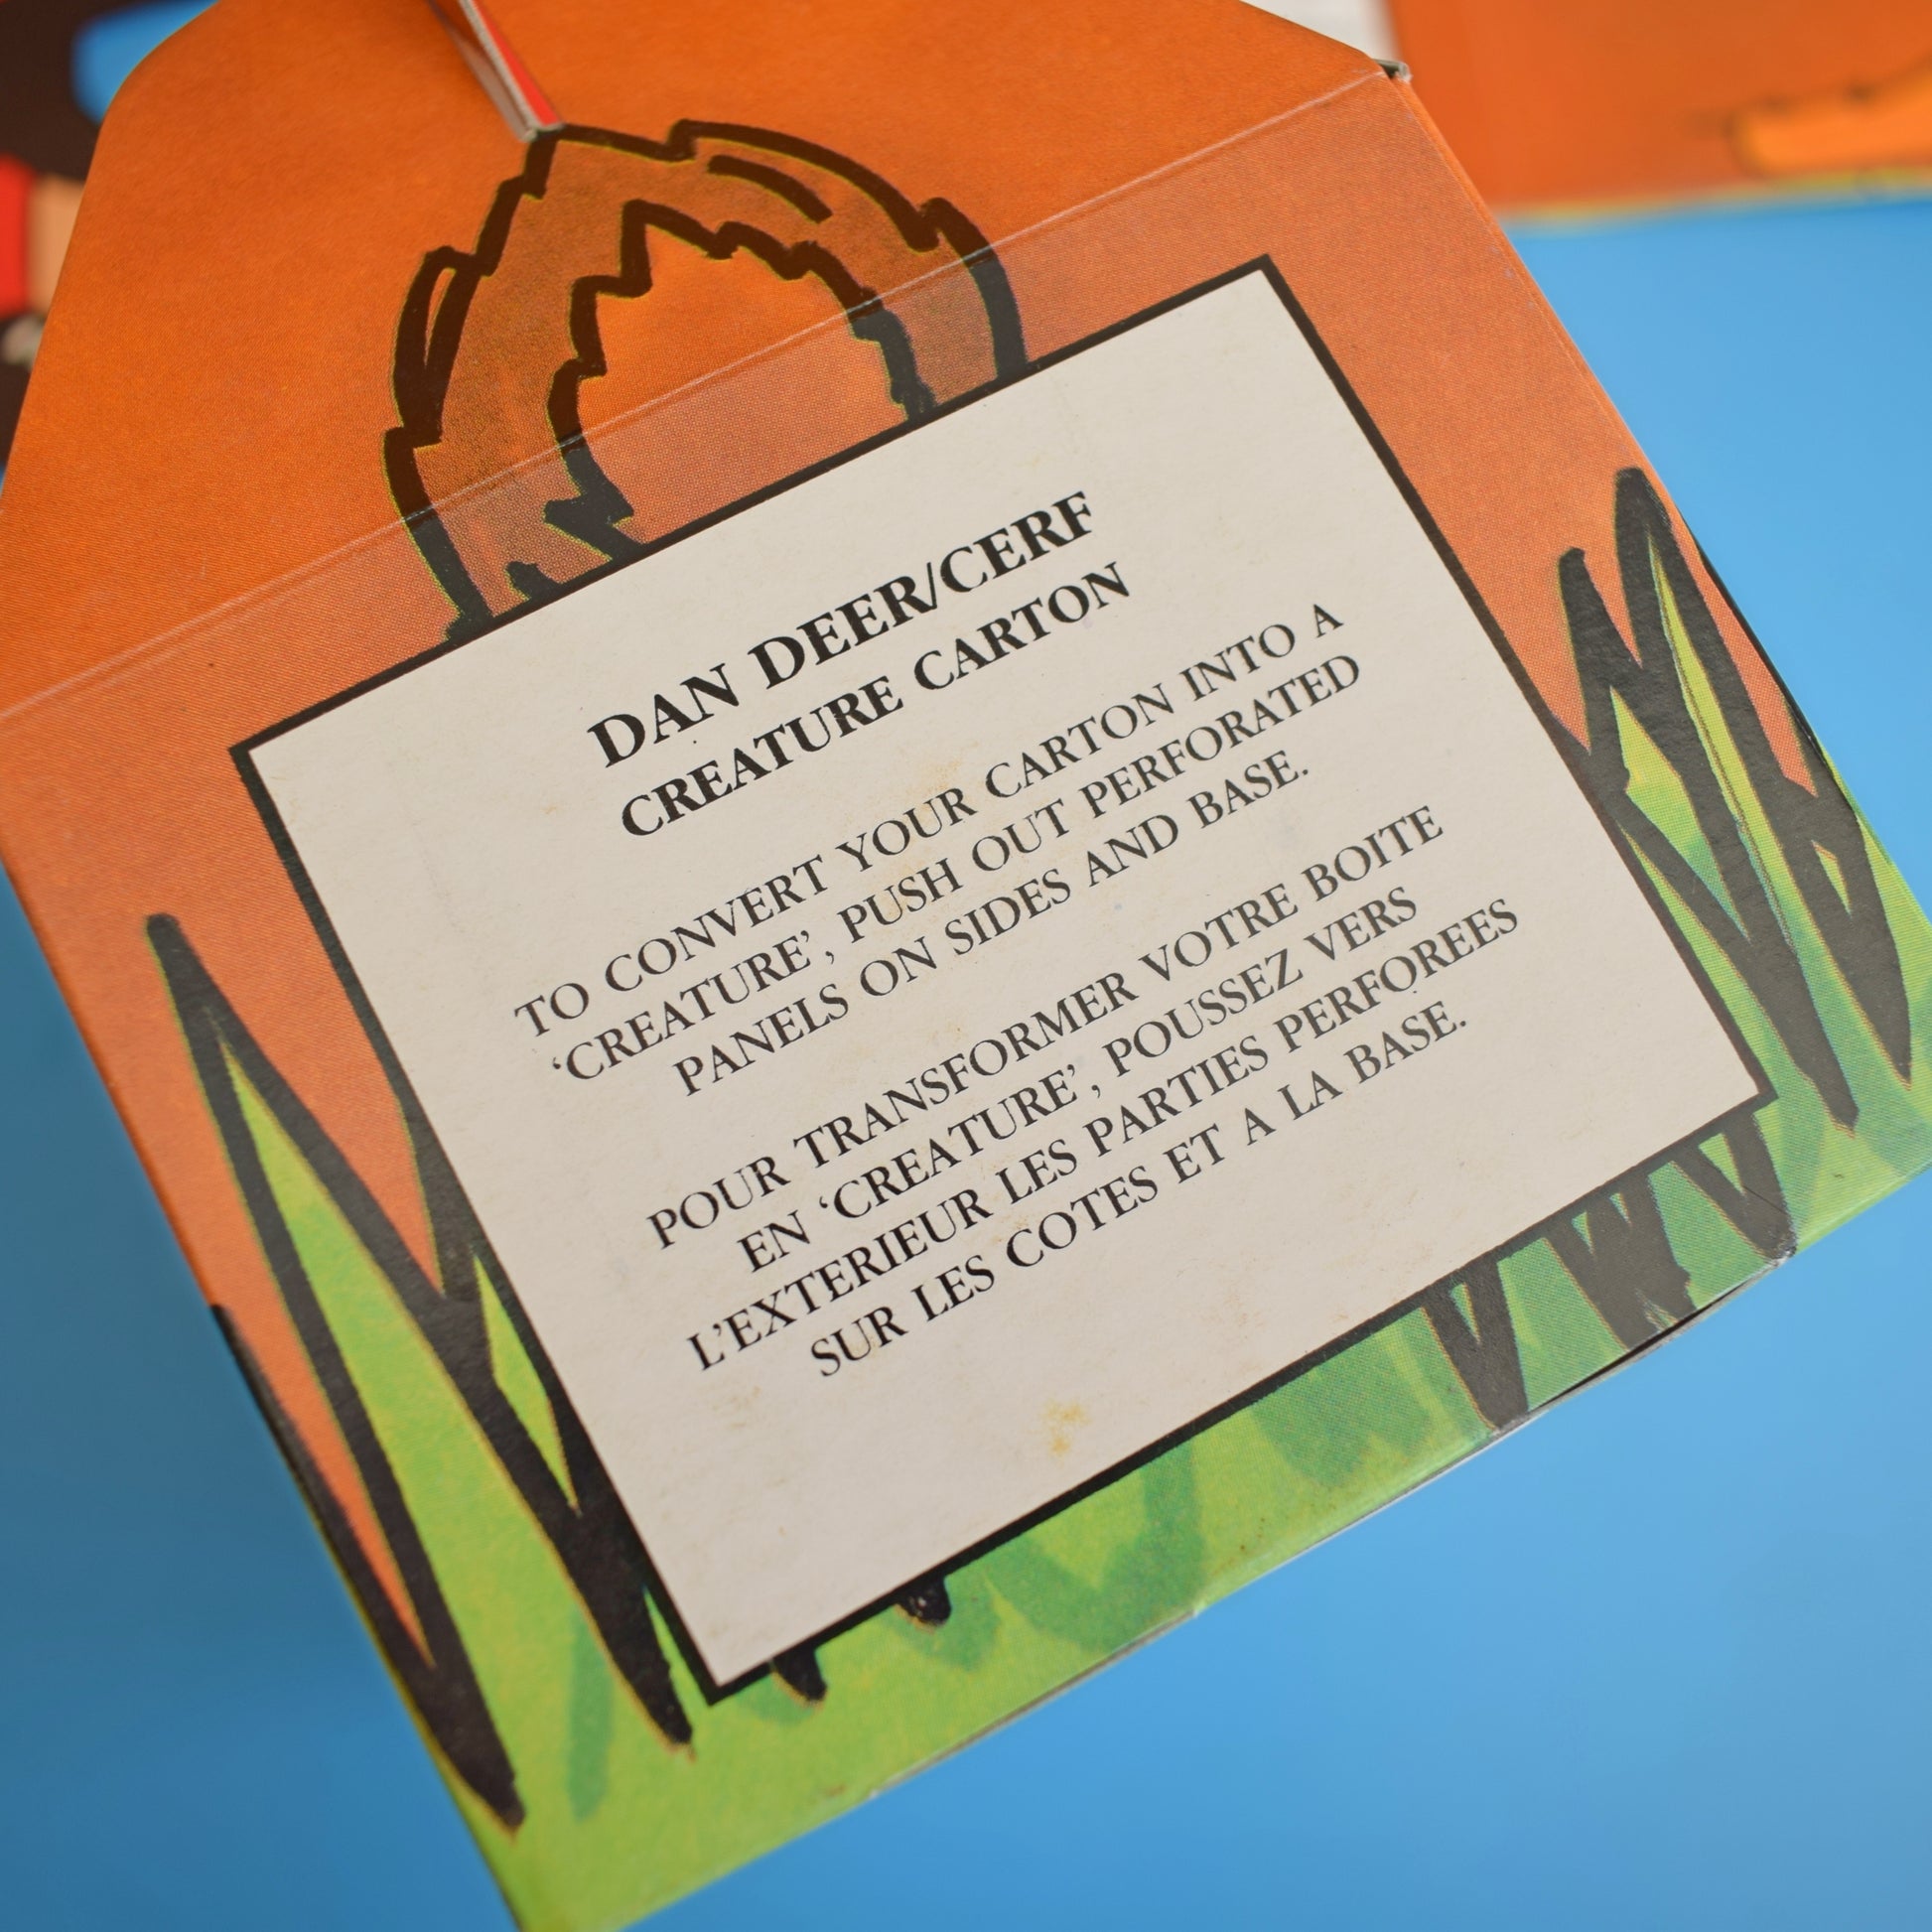 DAN DEER/CERF
CREATURE CARTON
TO CONVERT YOUR CARTON INTO A
‘CREATURE’, PUSH OUT PERFORATED
PANELS ON SIDES AND BASE.
POUR TRANSFORMER VOTRE BOITE
EN ‘CREATURE’, POUSSEZ VERS
L’EXTERIEUR LES PARTIES PERFOREES
SUR LES COTES ET A LA BASE.